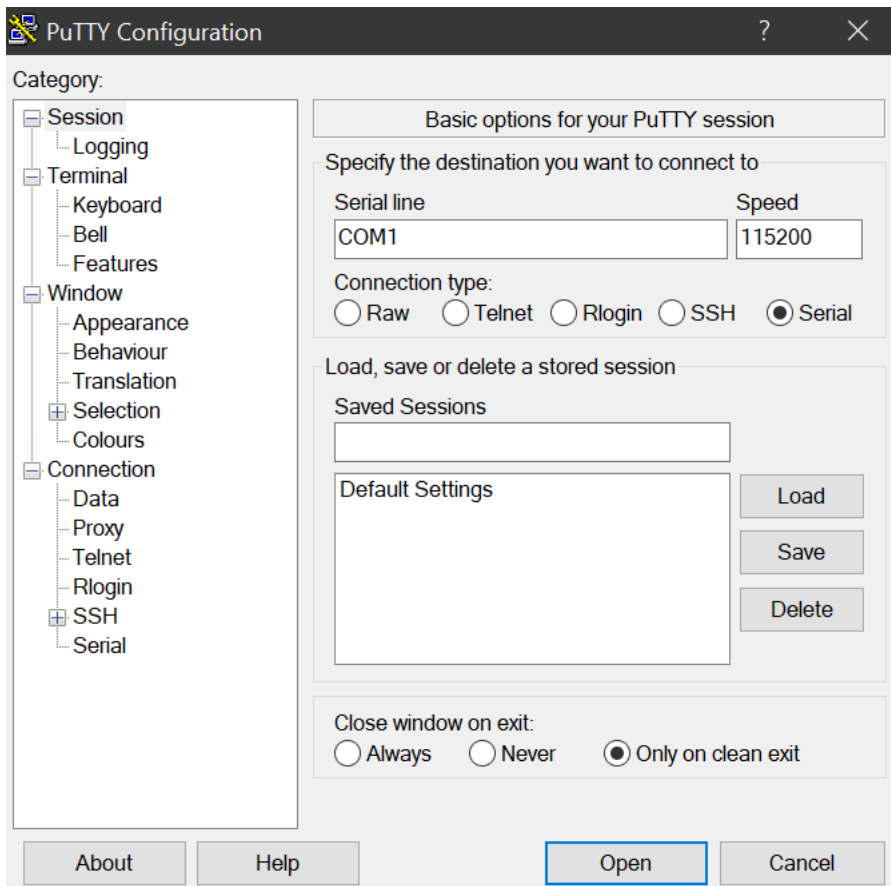 PuTTY Configuration ?
Category:
Session
Logging
Terminal
Keyboard
Bell
Features
Window
Appearance
Behaviour
Translation
Selection
Colours
Connection
Data
Proxy
Telnet
Rlogin
SSH
Serial
Basic options for your PuTTY session
Specify the destination you want to connect to
Serial line Speed
COM1 115200
Connection type:
Raw Telnet Rlogin SSH Serial
Load, save or delete a stored session
Saved Sessions
Default Settings
Load
Save
Delete
Close window on exit:
Always Never Only on clean exit
About Help Open Cancel